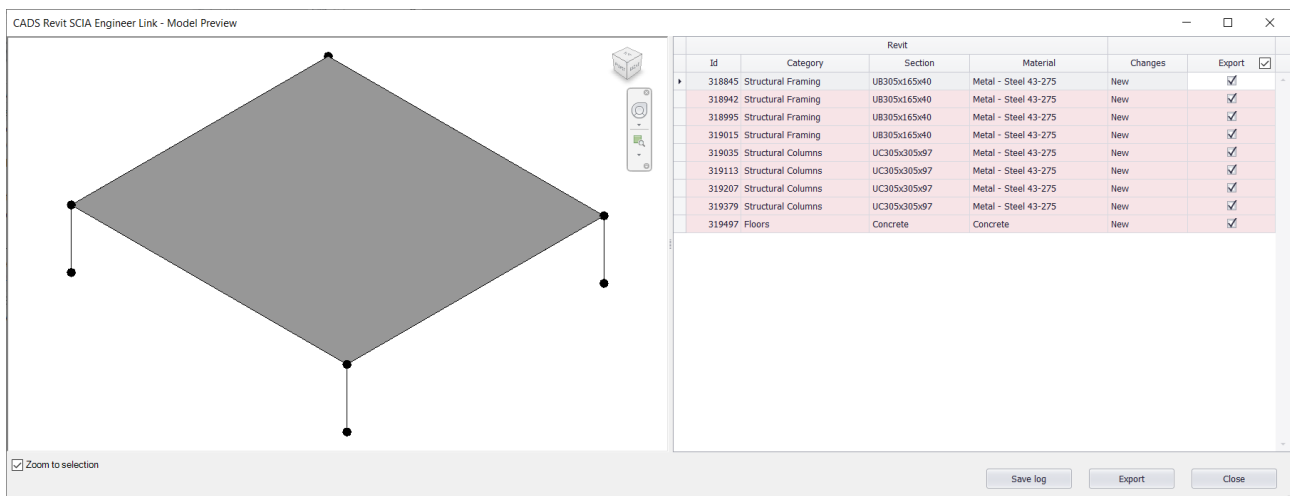 CADS Revit SCIA Engineer Link - Model Preview
Revit
Id Category Section Material Changes Export
318845 Structural Framing UB305x165x40 Metal - Steel 43-275 New
318942 Structural Framing UB305x165x40 Metal - Steel 43-275 New
318995 Structural Framing UB305x165x40 Metal - Steel 43-275 New
319015 Structural Framing UB305x165x40 Metal - Steel 43-275 New
319035 Structural Columns UC305x305x97 Metal - Steel 43-275 New
319113 Structural Columns UC305x305x97 Metal - Steel 43-275 New
319207 Structural Columns UC305x305x97 Metal - Steel 43-275 New
319379 Structural Columns UC305x305x97 Metal - Steel 43-275 New
319497 Floors Concrete Concrete New
Zoom to selection
Save log Export Close